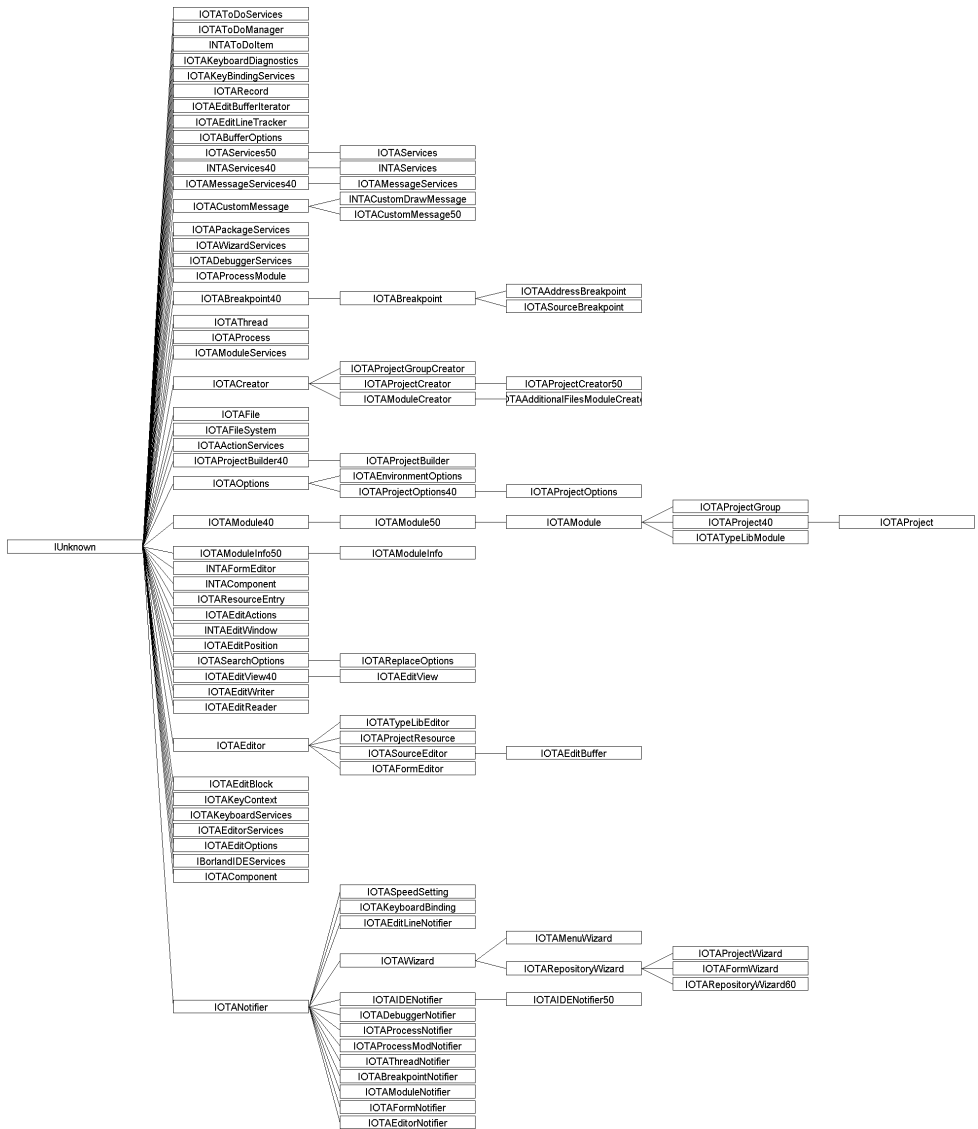 IOTAToDoServices
IOTAToDoManager
INTAToDoItem
IOTAKeyboardDiagnostics
IOTAKeyBindingServices
IOTARecord
IOTAEditBufferIterator
IOTAEditLineTracker
IOTABufferOptions
IOTAServices50
IOTAServices
INTAServices40
INTAServices
IOTAMessageServices40
IOTAMessageServices
INTACustomDrawMessage
IOTACustomMessage
IOTACustomMessage50
IOTAPackageServices
IOTAWizardServices
IOTADebuggerServices
IOTAProcessModule
IOTAAddressBreakpoint
IOTABreakpoint40
IOTABreakpoint
IOTASourceBreakpoint
IOTAThread
IOTAProcess
IOTAModuleServices
IOTAProjectGroupCreator
IOTACreator
IOTAProjectCreator
IOTAProjectCreator50
IOTAModuleCreator
OTAAdditionalFilesModuleCreato
IOTAFile
IOTAFileSystem
IOTAActionServices
IOTAProjectBuilder40
IOTAProjectBuilder
IOTAEnvironmentOptions
IOTAOptions
IOTAProjectOptions40
IOTAProjectOptions
IOTAProjectGroup
IOTAModule40
IOTAModule50
IOTAModule
IOTAProject40
IOTAProject
IOTATypeLibModule
IUnknown
IOTAModuleInfo50
IOTAModuleInfo
INTAFormEditor
INTAComponent
IOTAResourceEntry
IOTAEditActions
INTAEditWindow
IOTAEditPosition
IOTASearchOptions
IOTAReplaceOptions
IOTAEditView40
IOTAEditView
IOTAEditWriter
IOTAEditReader
IOTATypeLibEditor
IOTAProjectResource
IOTAEditor
IOTASourceEditor
IOTAEditBuffer
IOTAFormEditor
IOTAEditBlock
IOTAKeyContext
IOTAKeyboardServices
IOTAEditorServices
IOTAEditOptions
IBorlandIDEServices
IOTAComponent
IOTASpeedSetting
IOTAKeyboardBinding
IOTAEditLineNotifier
IOTAMenuWizard
IOTAWizard
IOTAProjectWizard
IOTARepositoryWizard
IOTAFormWizard
IOTARepositoryWizard60
IOTANotifier
IOTAIDENotifier
IOTAIDENotifier50
IOTADebuggerNotifier
IOTAProcessNotifier
IOTAProcessModNotifier
IOTAThreadNotifier
IOTABreakpointNotifier
IOTAModuleNotifier
IOTAFormNotifier
IOTAEditorNotifier